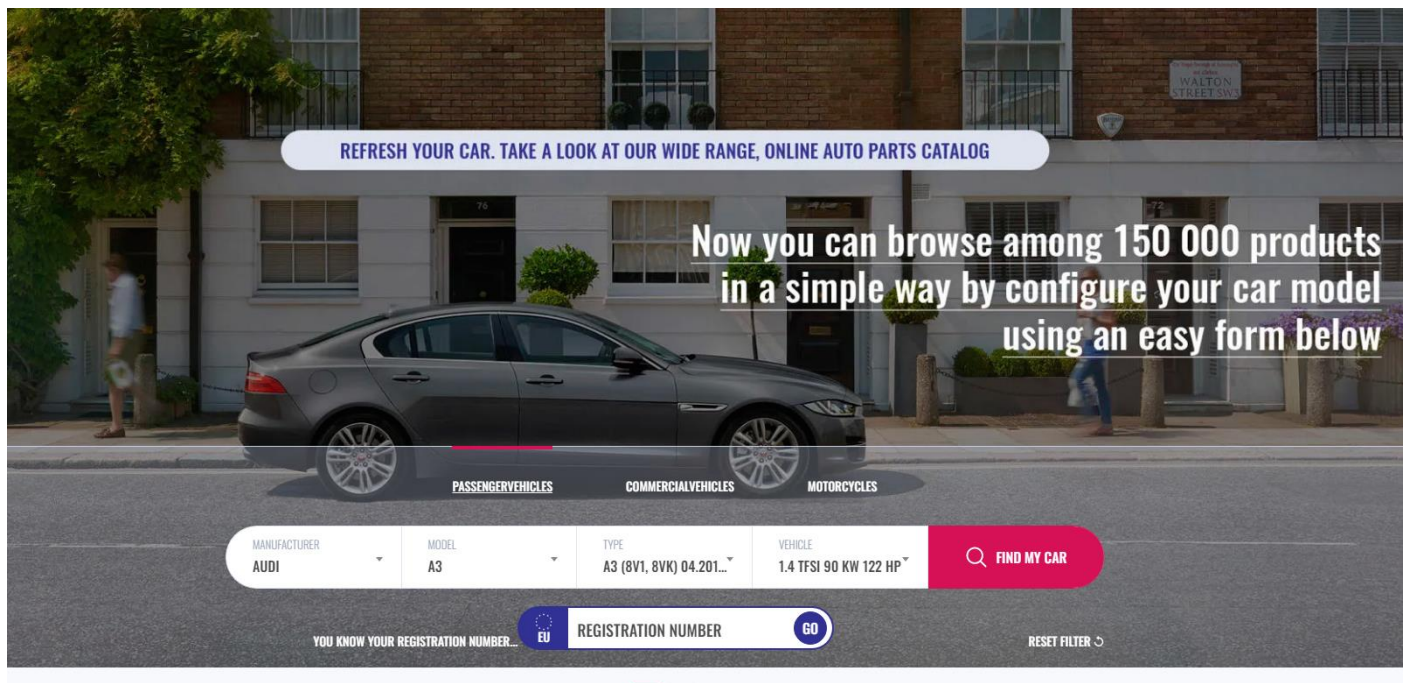 WALTON
STREET SW3
REFRESH YOUR CAR. TAKE A LOOK AT OUR WIDE RANGE, ONLINE AUTO PARTS CATALOG
76
72
Now you can browse among 150 000 products
in a simple way by configure your car model
using an easy form below
PASSENGERVEHICLES COMMERCIALVEHICLES MOTORCYCLES
MANUFACTURER MODEL TYPE VEHICLE
AUDI A3 A3 (8V1, 8VK) 04.201... 1.4 TFSI 90 KW 122 HP FIND MY CAR
YOU KNOW YOUR REGISTRATION NUMBER... EU REGISTRATION NUMBER GO RESET FILTER